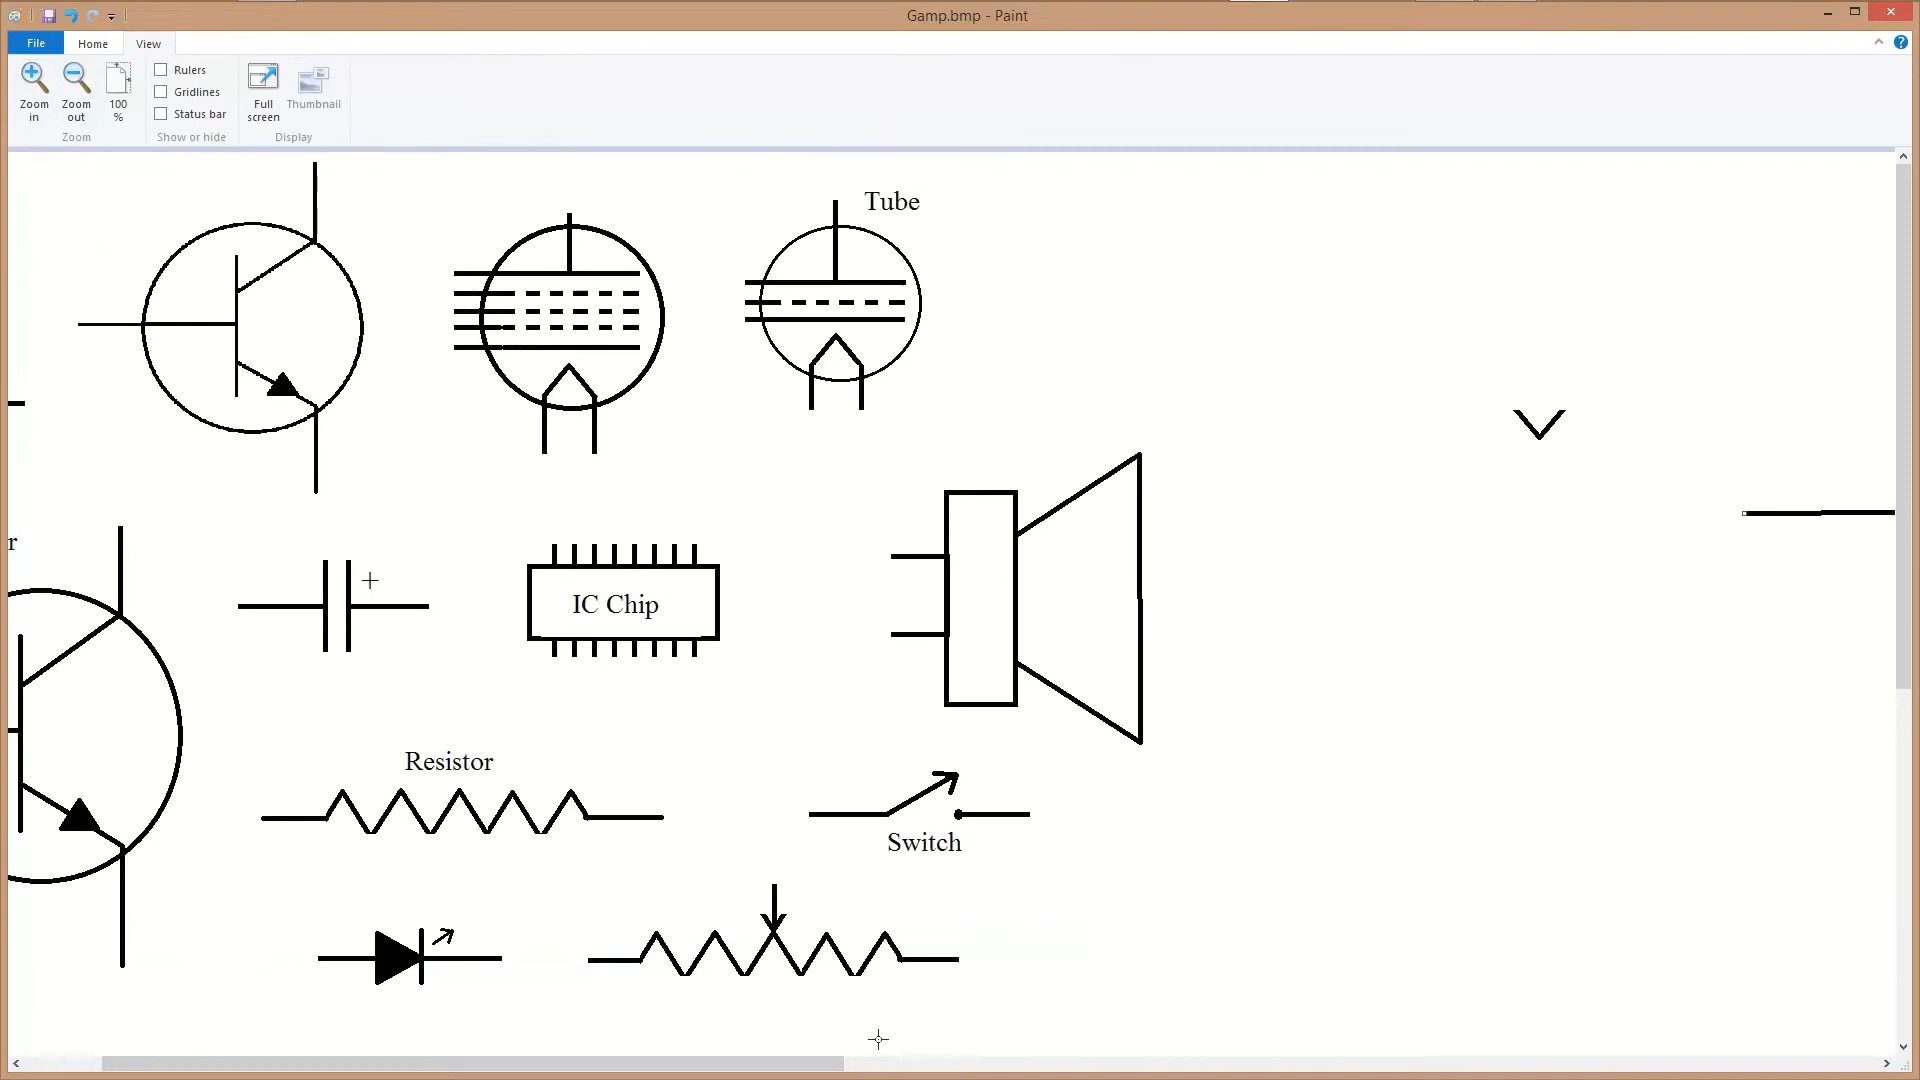 Gamp.bmp - Paint
File
Home
View
Zoom in
Zoom out
100 %
Rulers
Gridlines
Status bar
Full screen
Thumbnail
Zoom
Show or hide
Display
Tube
r
+
IC Chip
Resistor
Switch